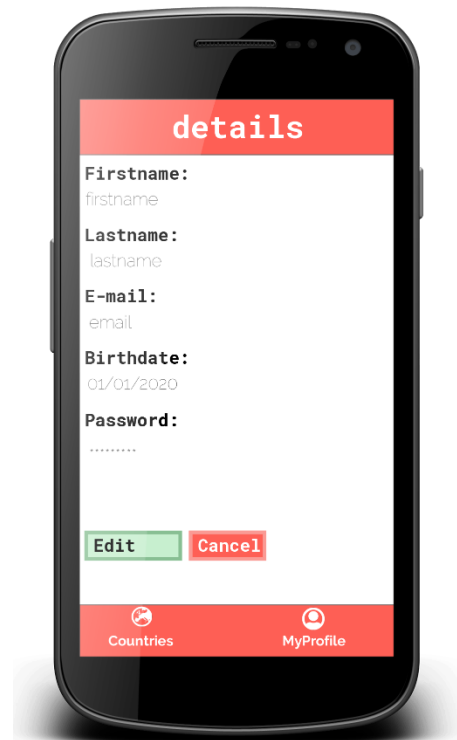 details
Firstname:
firstname
Lastname:
lastname
E-mail:
email
Birthdate:
01/01/2020
Password:
.........
Edit Cancel
Countries MyProfile